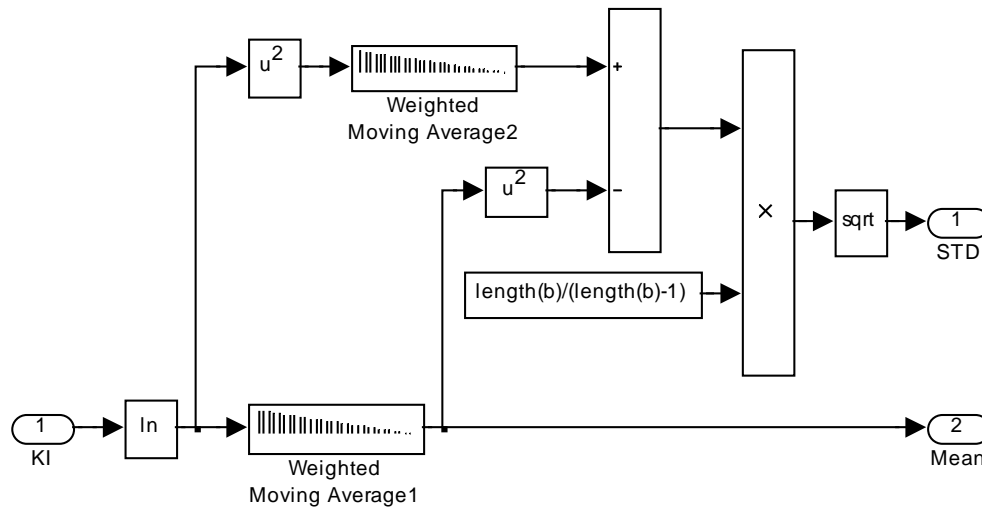 u2
Weighted
Moving Average2
+
u2
−
×
sqrt
1
STD
length(b)/(length(b)-1)
1
KI
ln
Weighted
Moving Average1
2
Mean